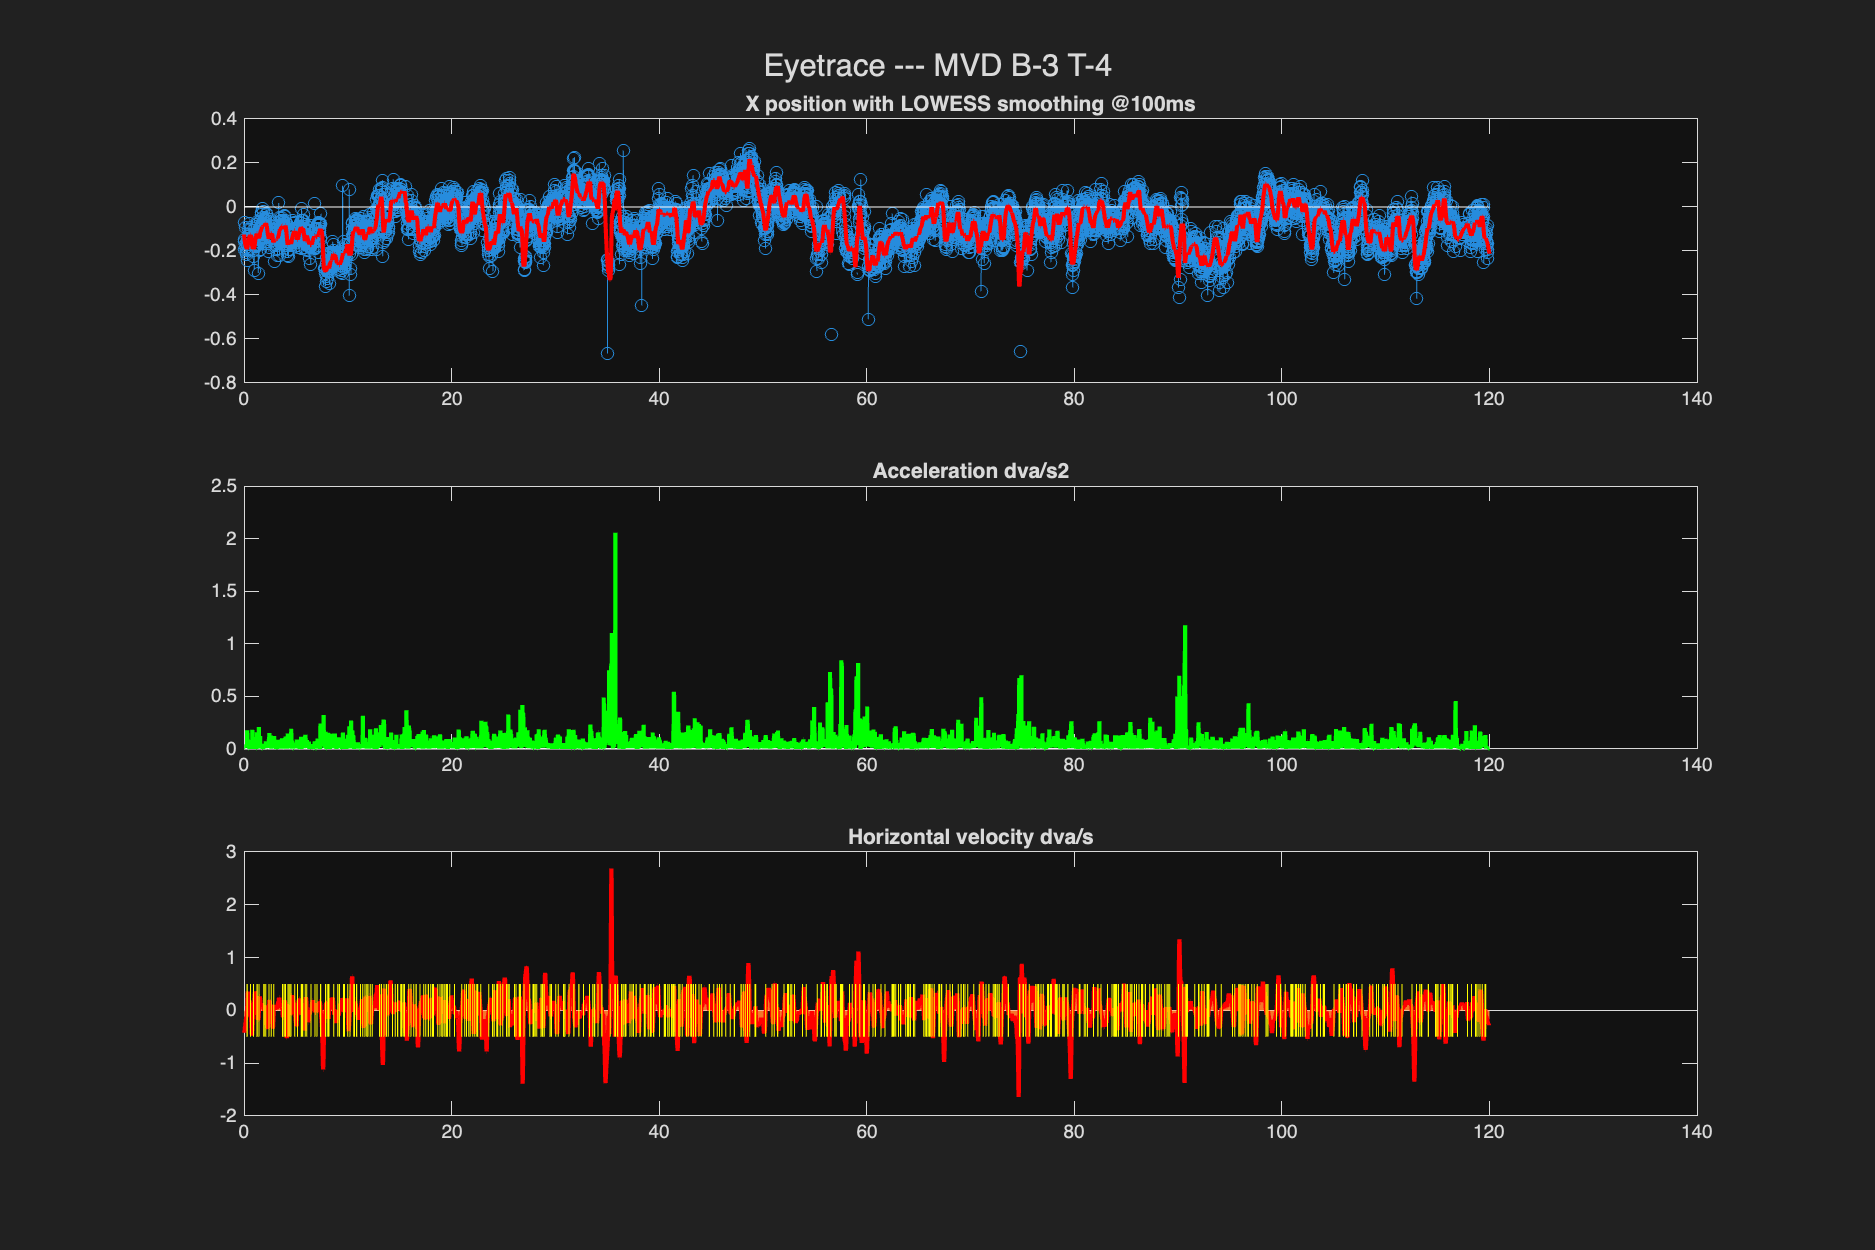 Eyetrace --- MVD B-3 T-4
X position with LOWESS smoothing @100ms
0.4
0.2
0
-0.2
-0.4
-0.6
-0.8
0 20 40 60 80 100 120 140
Acceleration dva/s2
2.5
2
1.5
1
0.5
0
0 20 40 60 80 100 120 140
Horizontal velocity dva/s
3
2
1
0
-1
-2
0 20 40 60 80 100 120 140